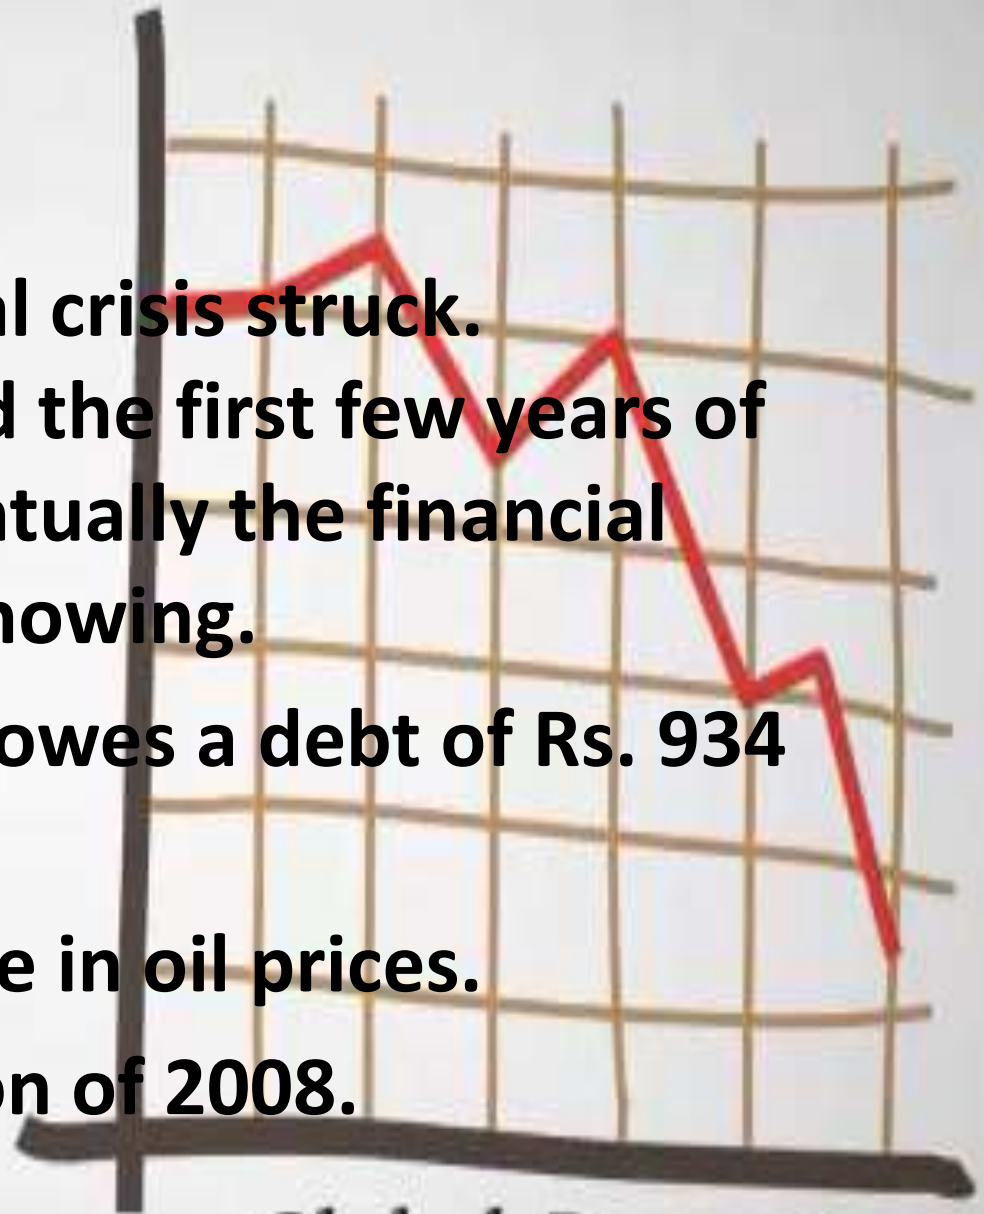 al crisis struck.
d the first few years of
ntually the financial
howing.
owes a debt of Rs. 934
e in oil prices.
on of 2008.